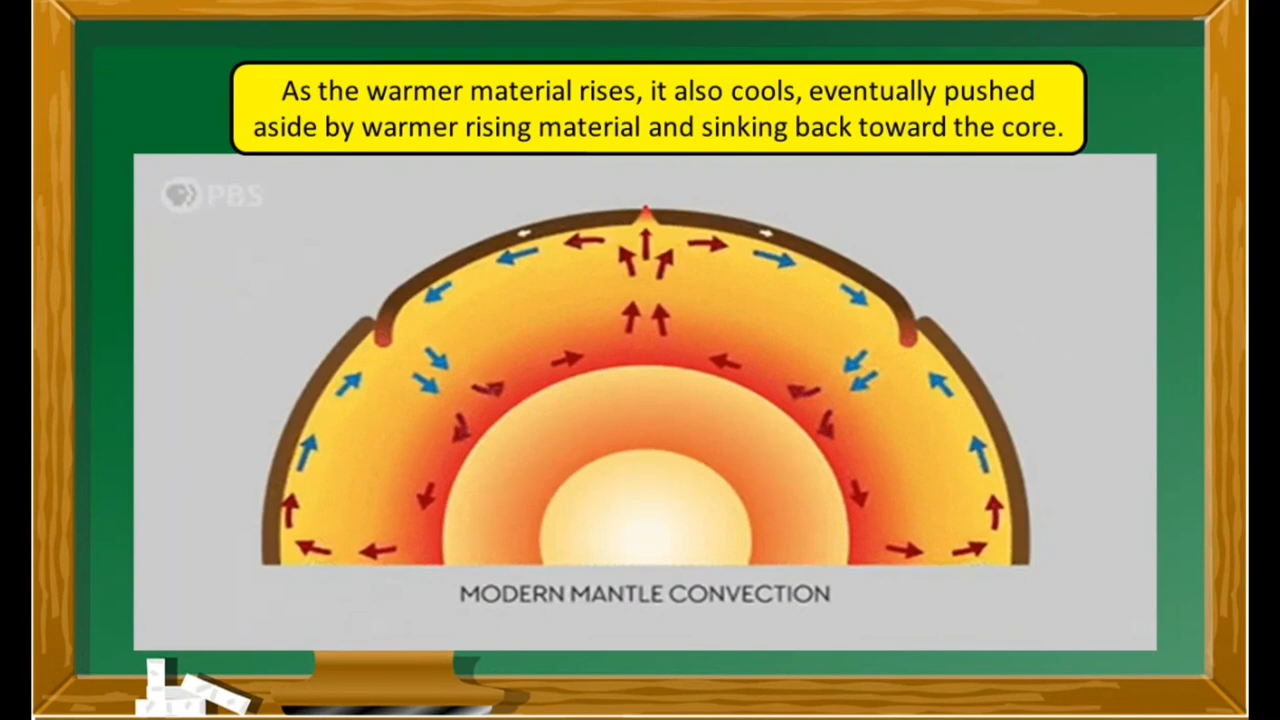 As the warmer material rises, it also cools, eventually pushed
aside by warmer rising material and sinking back toward the core.
PBS
MODERN MANTLE CONVECTION